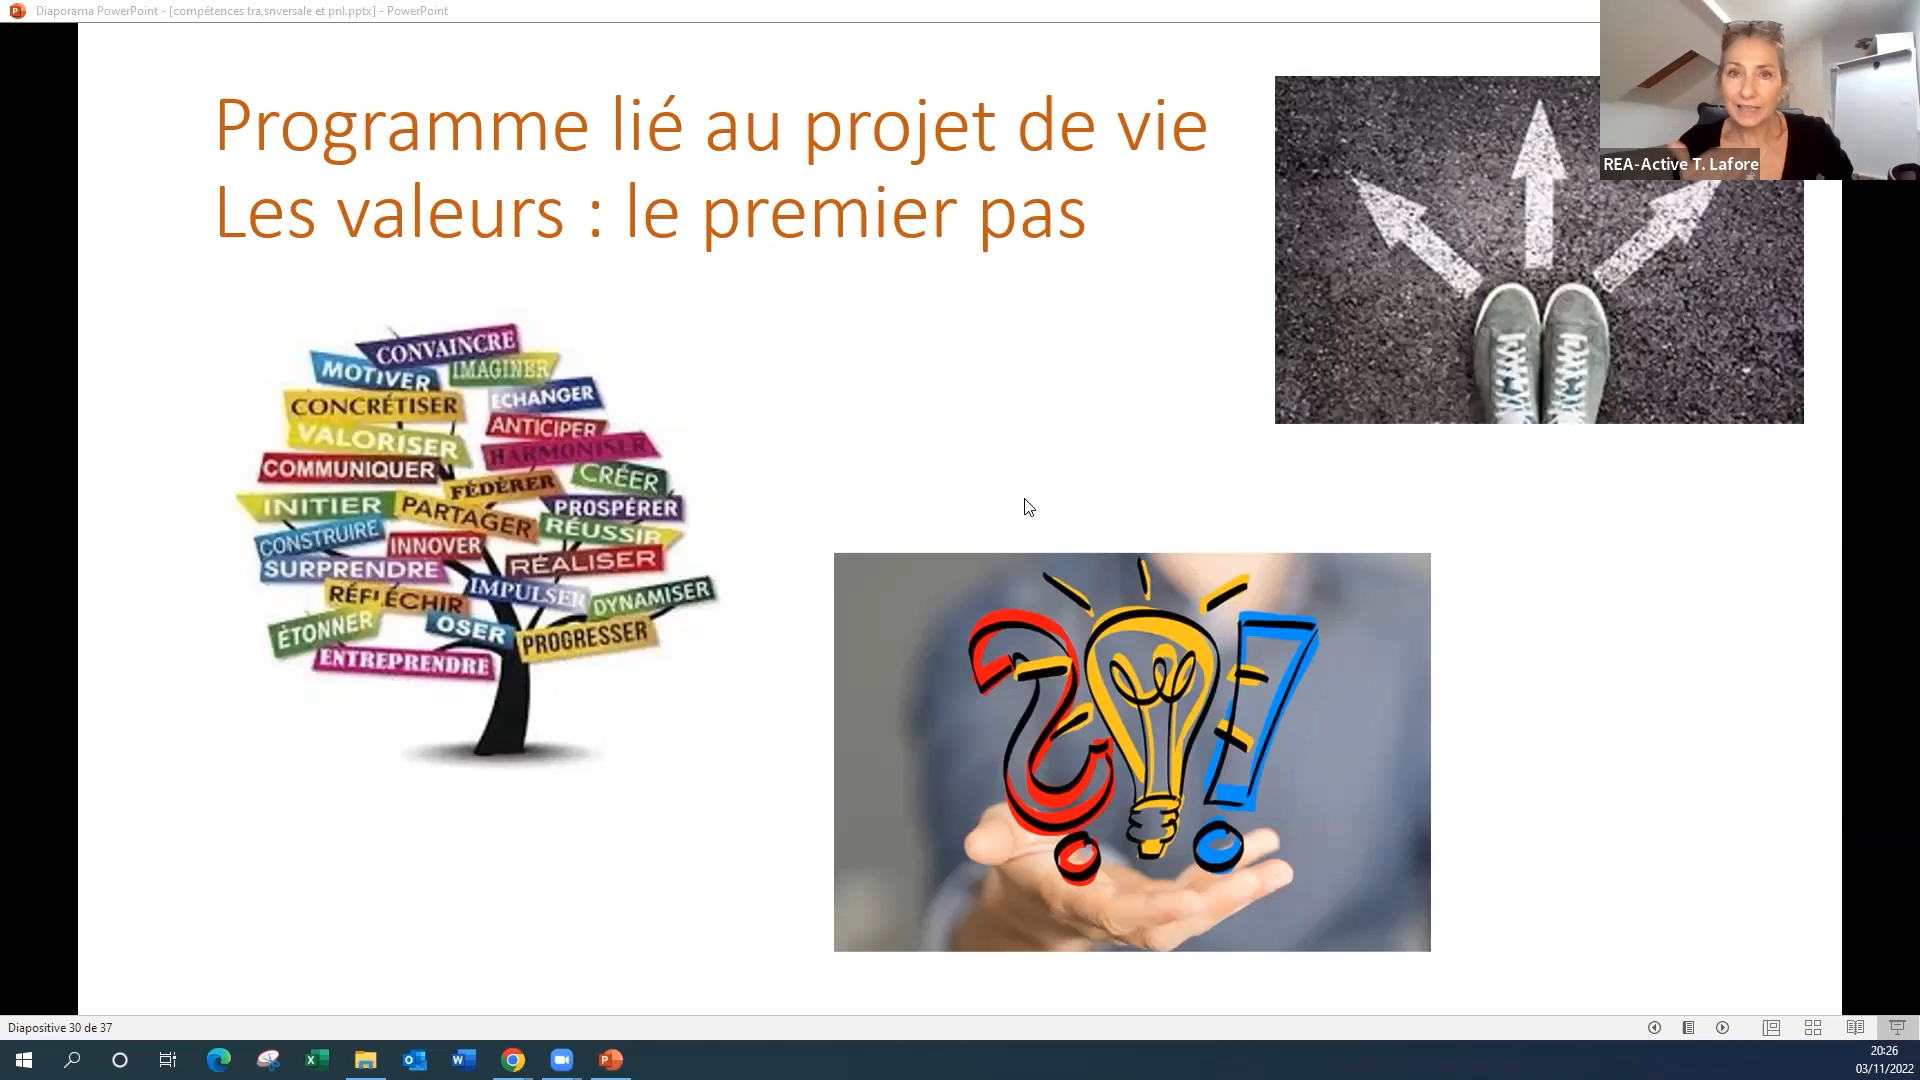 Diaporama PowerPoint - [compétences tra,snversale et pnl.pptx] - PowerPoint
REA-Active T. Lafore
Programme lié au projet de vie
Les valeurs : le premier pas
CONVAINCRE
MOTIVER
IMAGINER
CONCRÉTISER
ECHANGER
ANTICIPER
VALORISER
HARMONISER
COMMUNIQUER
CRÉER
FÉDÉRER
INITIER
PARTAGER
PROSPÉRER
RÉUSSIR
CONSTRUIRE
INNOVER
RÉALISER
SURPRENDRE
IMPULSER
DYNAMISER
RÉFLÉCHIR
ÉTONNER
OSER
PROGRESSER
ENTREPRENDRE
Diapositive 30 de 37
20:26
03/11/2022